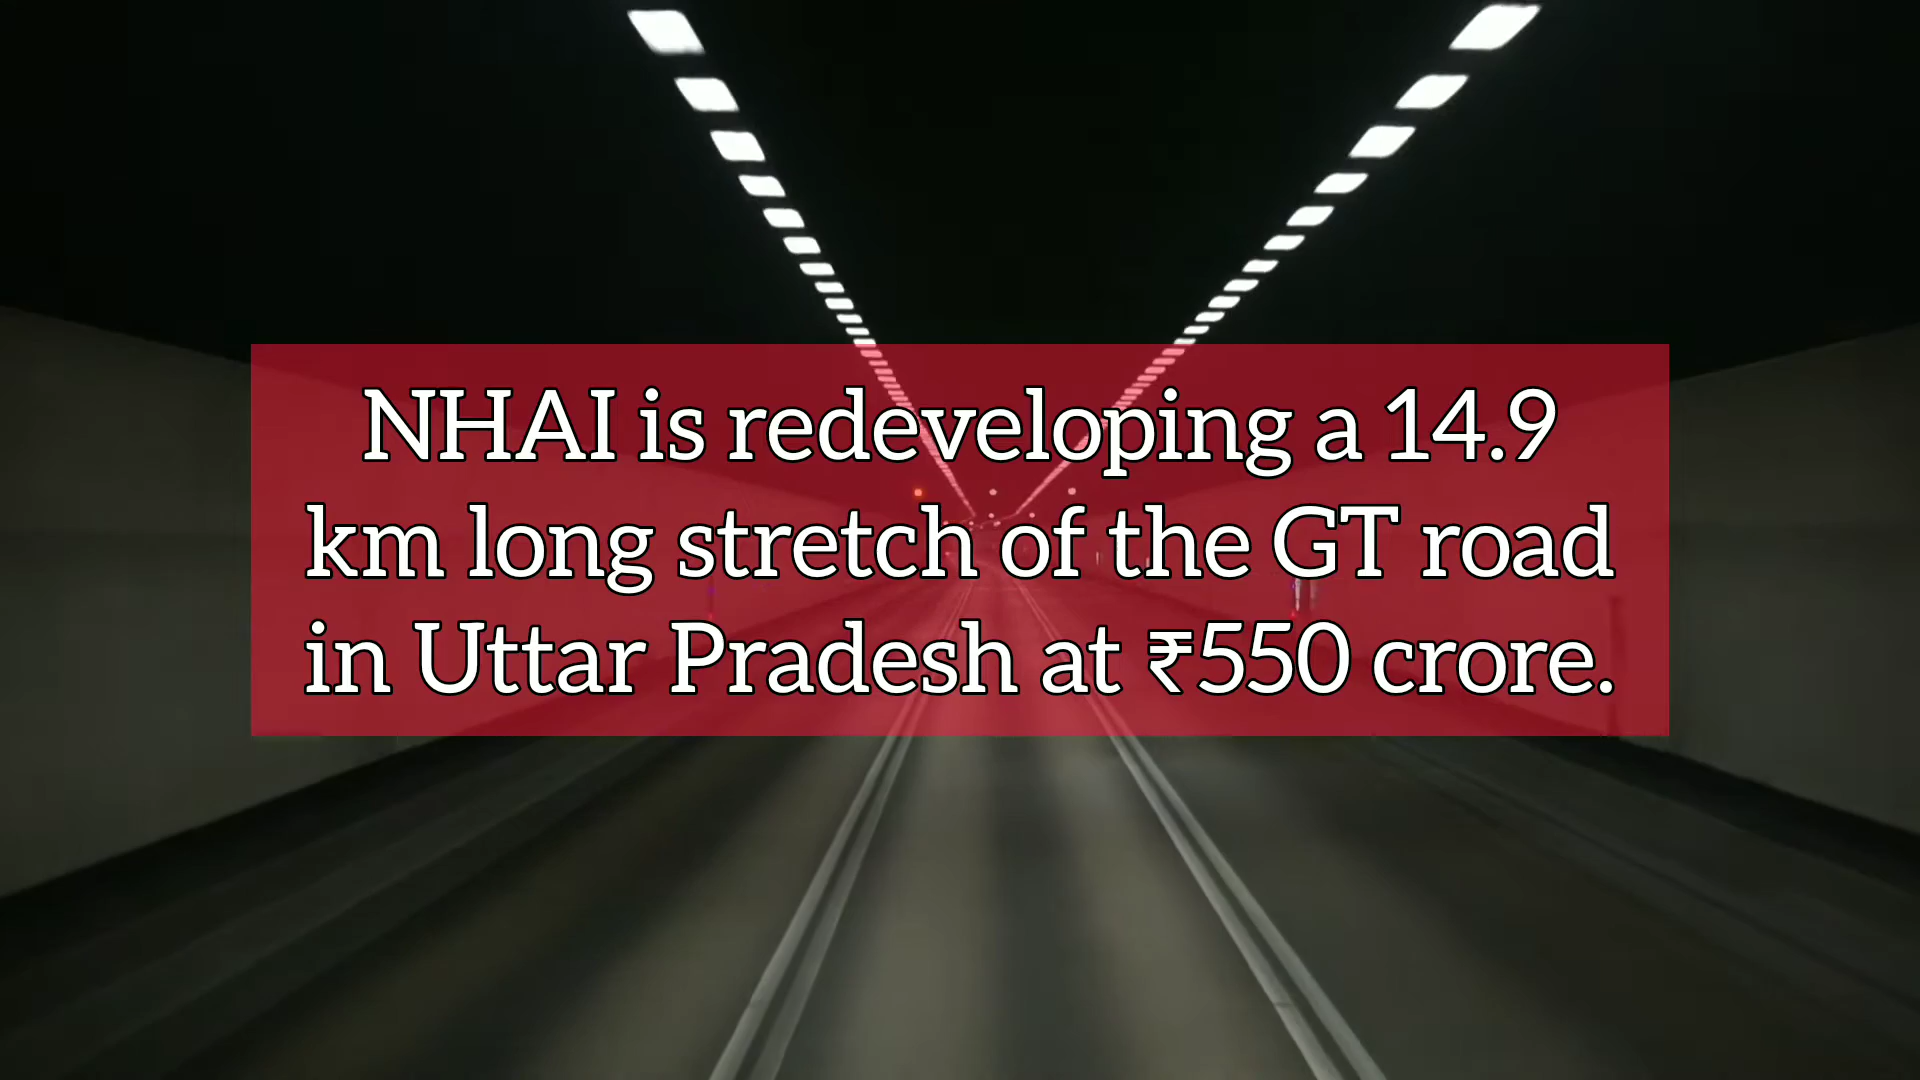 NHAI is redeveloping a 14.9
km long stretch of the GT road
in Uttar Pradesh at ₹550 crore.